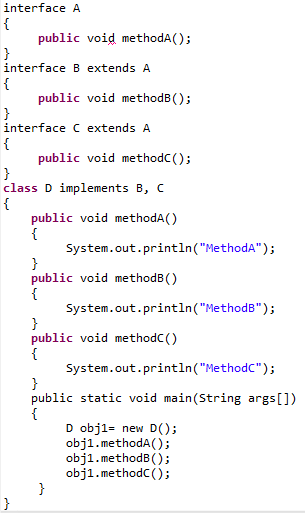 interface A
{
     public void methodA();
}
interface B extends A
{
     public void methodB();
}
interface C extends A
{
     public void methodC();
}
class D implements B, C
{
    public void methodA()
    {
         System.out.println("MethodA");
    }
    public void methodB()
    {
         System.out.println("MethodB");
    }
    public void methodC()
    {
         System.out.println("MethodC");
    }
    public static void main(String args[])
    {
         D obj1= new D();
         obj1.methodA();
         obj1.methodB();
         obj1.methodC();
     }
}